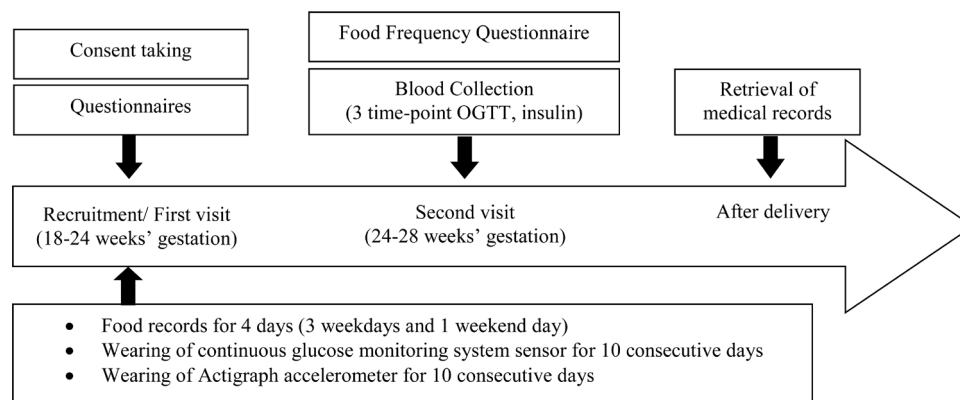 Consent taking
Questionnaires
Food Frequency Questionnaire
Blood Collection
(3 time-point OGTT, insulin)
Retrieval of
medical records
Recruitment/ First visit
(18-24 weeks’ gestation)
Second visit
(24-28 weeks’ gestation)
After delivery
• Food records for 4 days (3 weekdays and 1 weekend day)
• Wearing of continuous glucose monitoring system sensor for 10 consecutive days
• Wearing of Actigraph accelerometer for 10 consecutive days